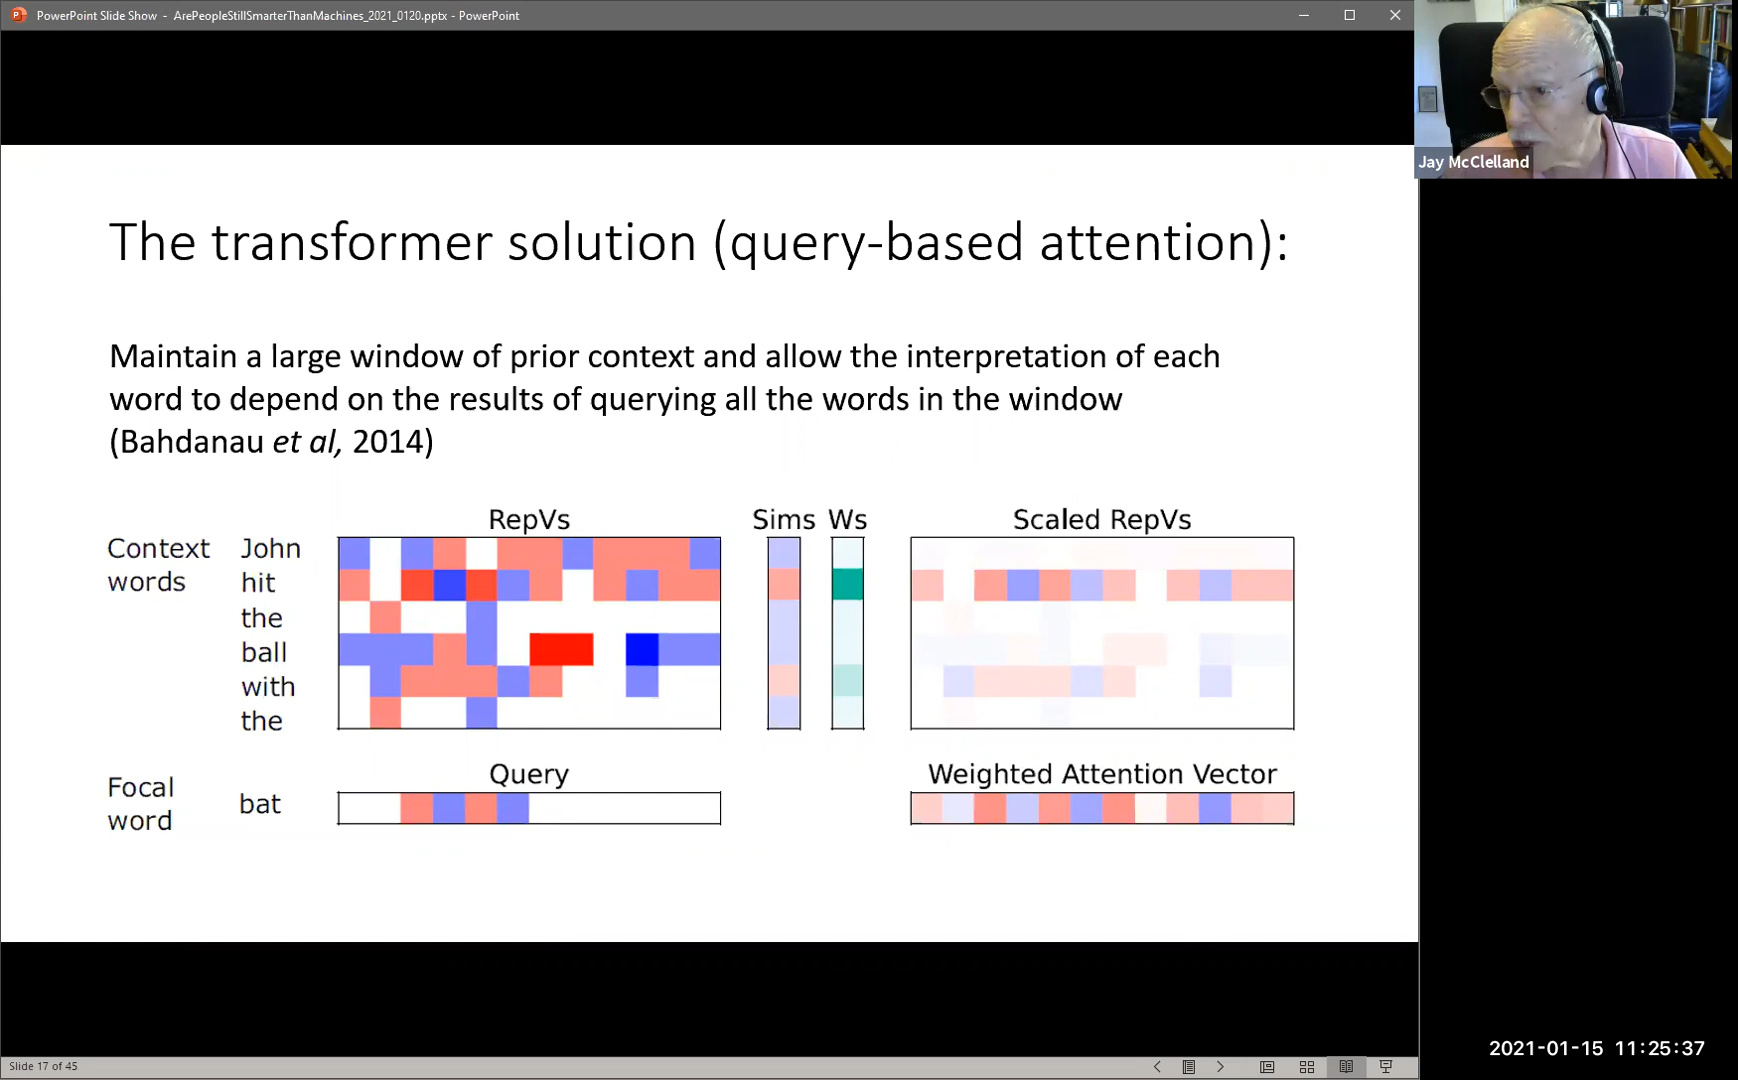 PowerPoint Slide Show - ArePeopleStillSmarterThanMachines_2021_0120.pptx - PowerPoint
Jay McClelland
The transformer solution (query-based attention):
Maintain a large window of prior context and allow the interpretation of each
word to depend on the results of querying all the words in the window
(Bahdanau et al, 2014)
RepVs
Sims Ws
Scaled RepVs
Context
words
John
hit
the
ball
with
the
Query
Weighted Attention Vector
Focal
word
bat
2021-01-15 11:25:37
Slide 17 of 45